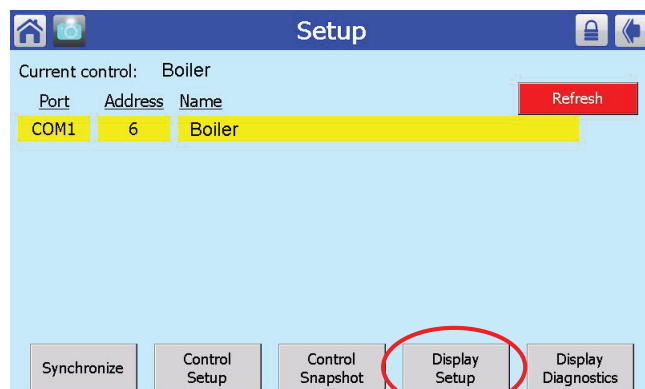 Setup
Current control: Boiler
Port Address Name
Refresh
COM1 6 Boiler
Synchronize
Control
Setup
Control
Snapshot
Display
Setup
Display
Diagnostics